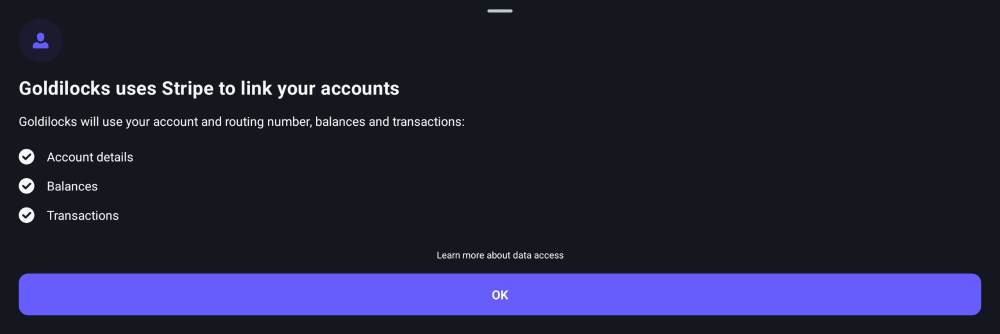 Goldilocks uses Stripe to link your accounts
Goldilocks will use your account and routing number, balances and transactions:
Account details
Balances
Transactions
Learn more about data access
OK